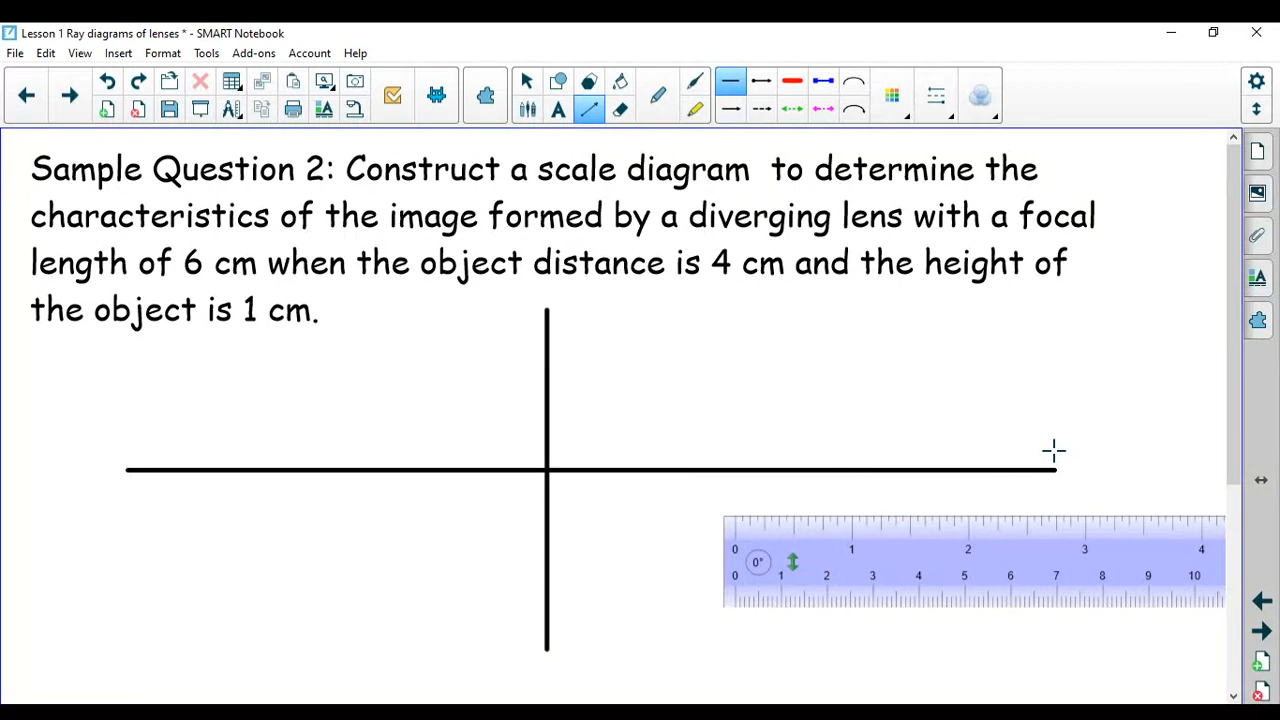 Lesson 1 Ray diagrams of lenses * - SMART Notebook
File Edit View Insert Format Tools Add-ons Account Help
Sample Question 2: Construct a scale diagram to determine the
characteristics of the image formed by a diverging lens with a focal
length of 6 cm when the object distance is 4 cm and the height of
the object is 1 cm.
0 1 2 3 4
0°
0 1 2 3 4 5 6 7 8 9 10